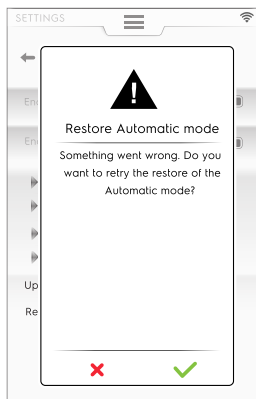 SETTINGS
Restore Automatic mode
Something went wrong. Do you
want to retry the restore of the
Automatic mode?
Up
Re